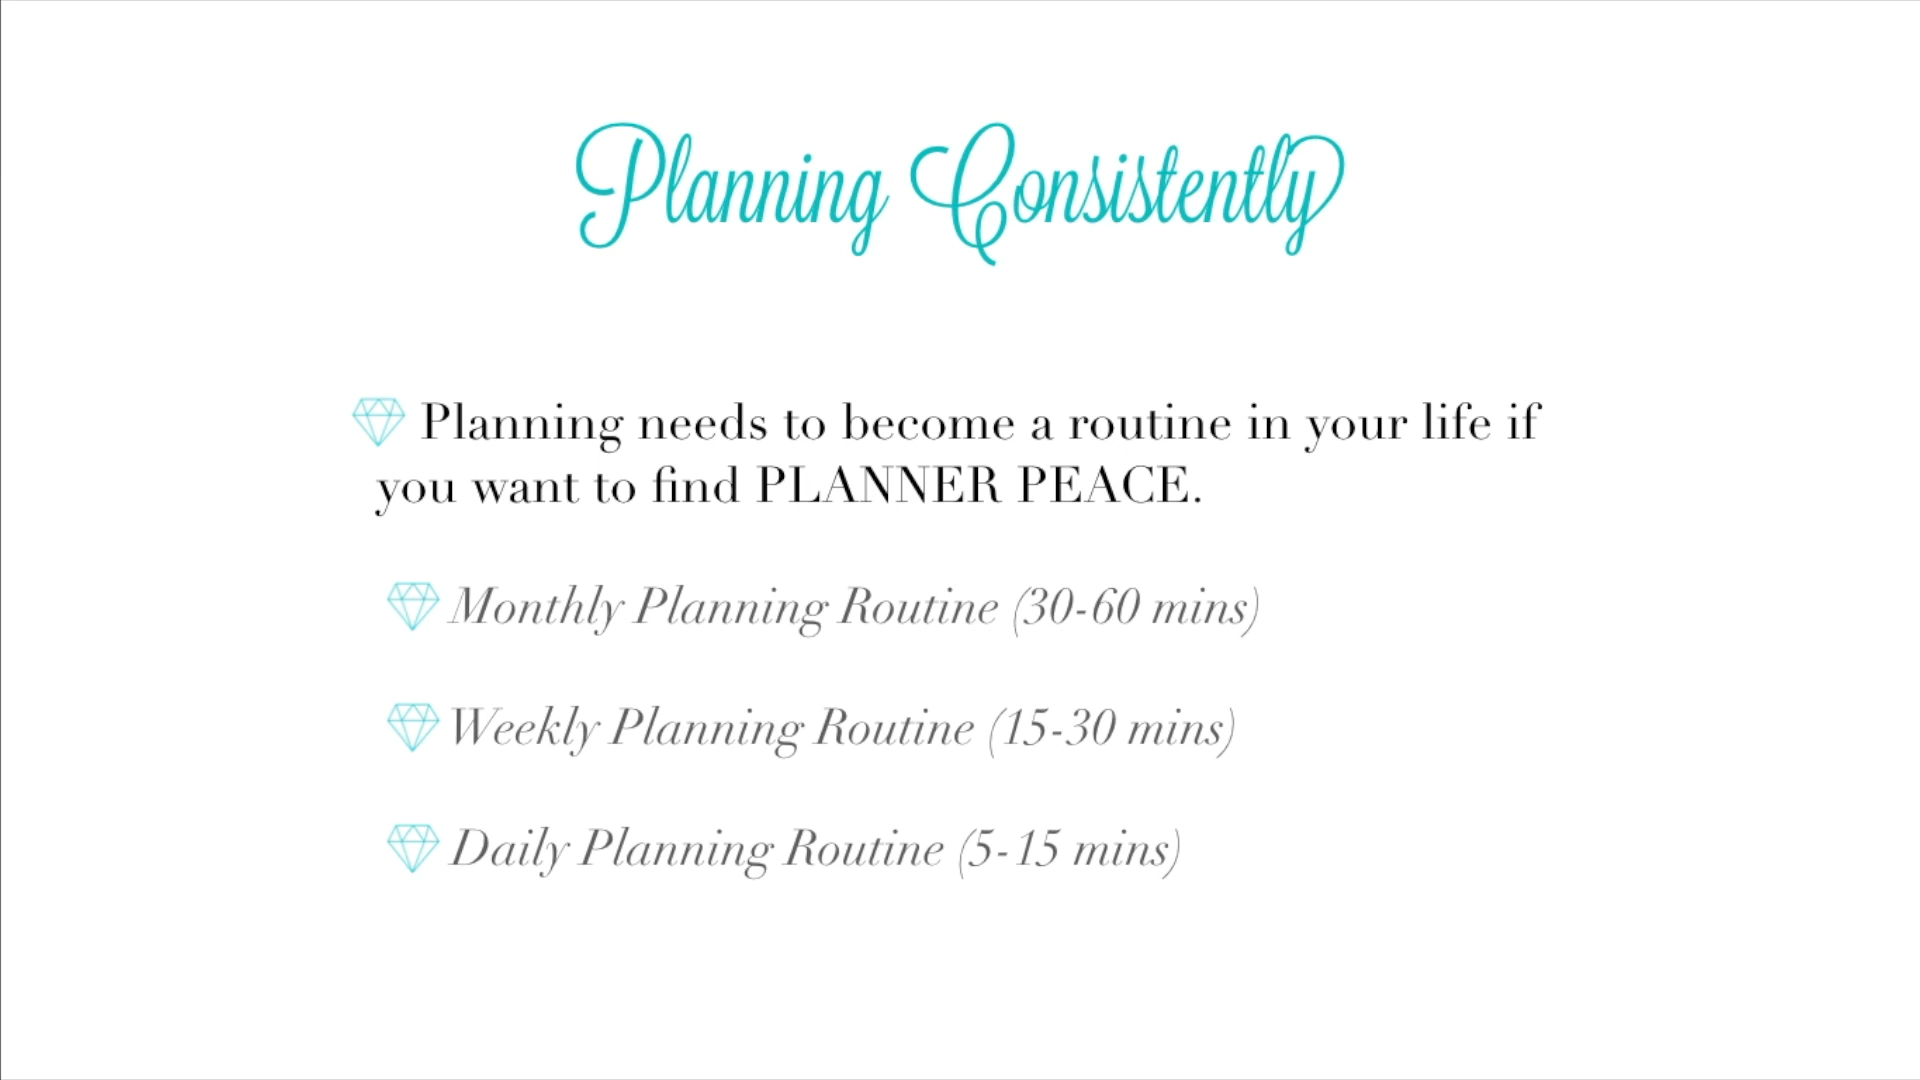 Planning Consistently
Planning needs to become a routine in your life if
you want to find PLANNER PEACE.
Monthly Planning Routine (30-60 mins)
Weekly Planning Routine (15-30 mins)
Daily Planning Routine (5-15 mins)